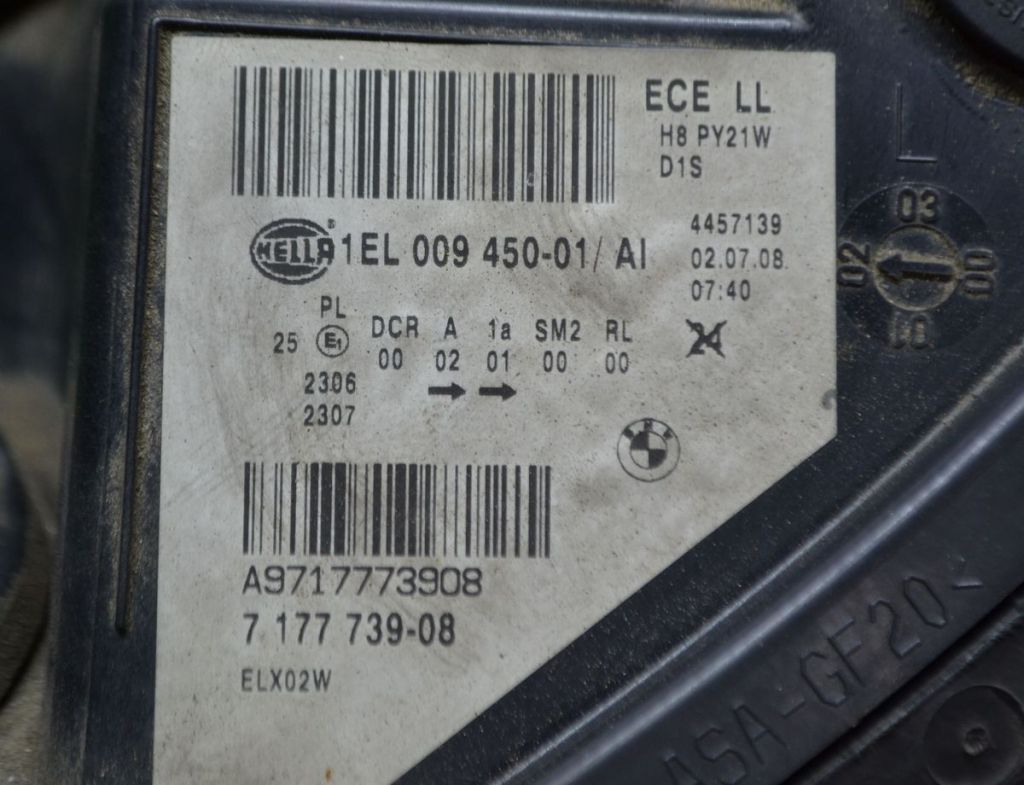 ECE LL
H8 PY21W
D1S
HELLA
1EL 009 450-01/ AI
4457139
02.07.08
07:40
PL
25 E1 DCR A 1a SM2 RL
00 02 01 00 00
2306
2307
24
A9717773908
7 177 739-08
ELX02W
L
03
02
00
01
ASA-GF20<